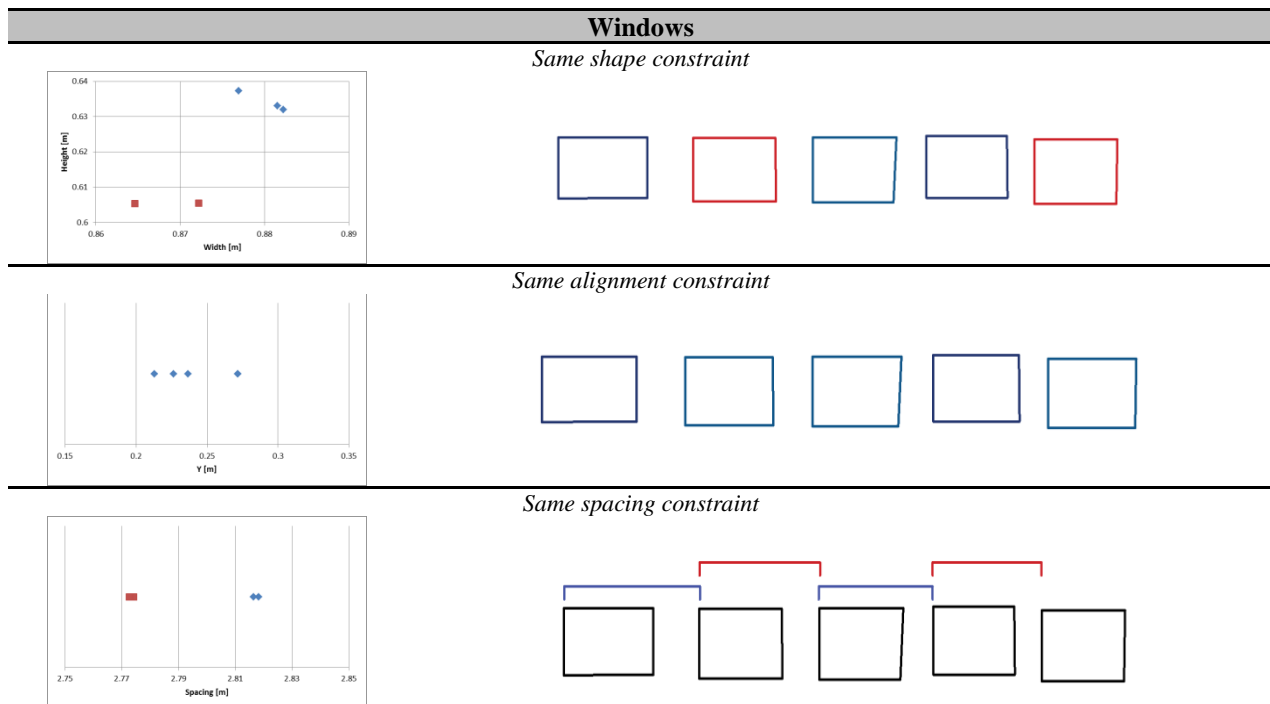 Windows
Same shape constraint
0.64
0.63
0.62
0.61
0.6
Height [m]
0.86 0.87 0.88 0.89
Width [m]
Same alignment constraint
0.15 0.2 0.25 0.3 0.35
Y [m]
Same spacing constraint
2.75 2.77 2.79 2.81 2.83 2.85
Spacing [m]